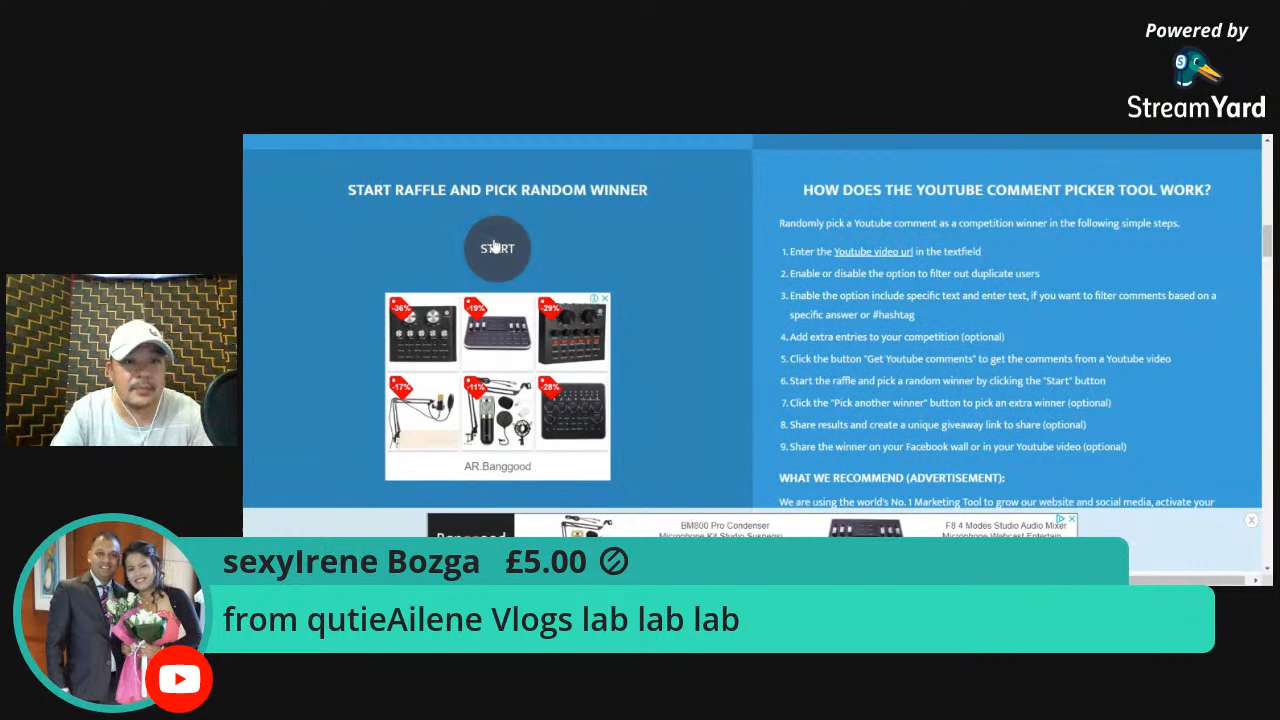 Powered by
StreamYard
START RAFFLE AND PICK RANDOM WINNER
START
-36%
-19%
-29%
-17%
-11%
-28%
AR.Banggood
HOW DOES THE YOUTUBE COMMENT PICKER TOOL WORK?
Randomly pick a Youtube comment as a competition winner in the following simple steps.
1. Enter the Youtube video url in the textfield
2. Enable or disable the option to filter out duplicate users
3. Enable the option include specific text and enter text, if you want to filter comments based on a
specific answer or #hashtag
4. Add extra entries to your competition (optional)
5. Click the button "Get Youtube comments" to get the comments from a Youtube video
6. Start the raffle and pick a random winner by clicking the "Start" button
7. Click the "Pick another winner" button to pick an extra winner (optional)
8. Share results and create a unique giveaway link to share (optional)
9. Share the winner on your Facebook wall or in your Youtube video (optional)
WHAT WE RECOMMEND (ADVERTISEMENT):
We are using the world's No. 1 Marketing Tool to grow our website and social media, activate your
BM800 Pro Condenser
F8 4 Modes Studio Audio Mixer
sexyIrene Bozga £5.00
from qutieAilene Vlogs lab lab lab